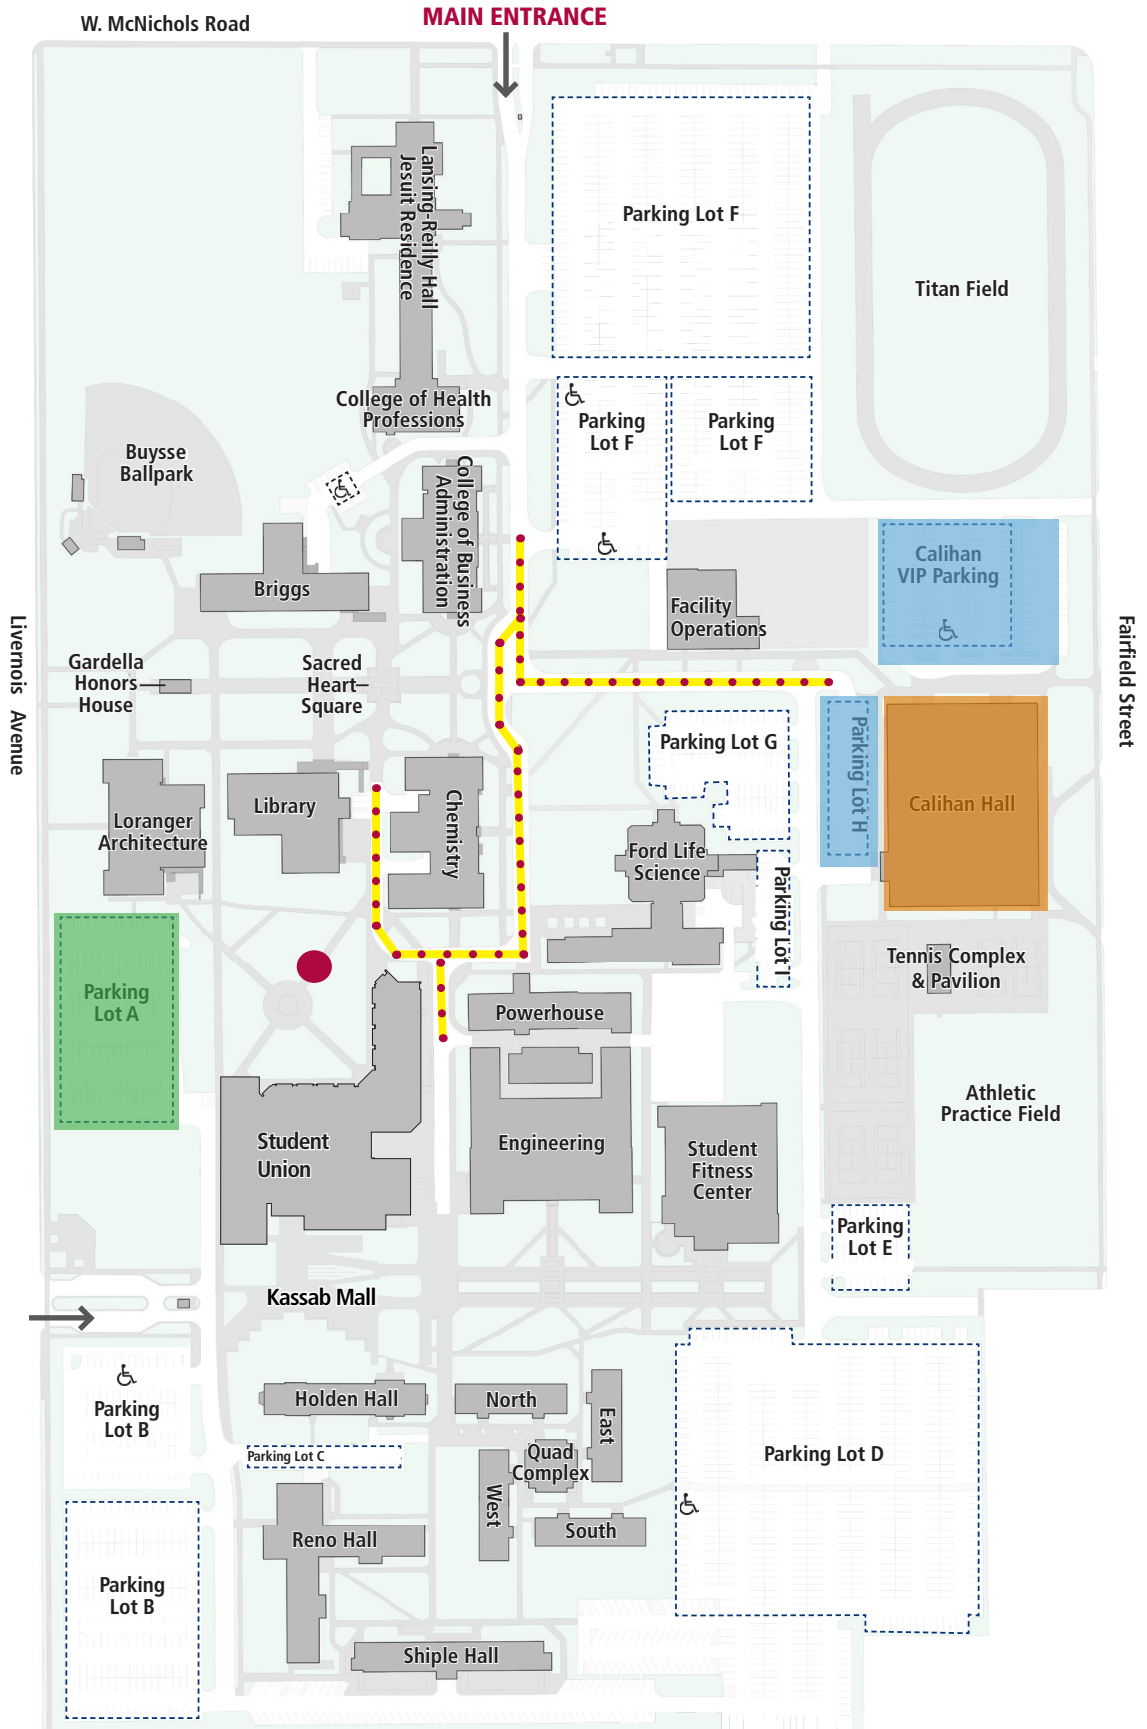 MAIN ENTRANCE
W. McNichols Road
Lansing-Reilly Hall
Jesuit Residence
Parking Lot F
Titan Field
College of Health
Professions
Parking
Lot F
Parking
Lot F
Buysse
Ballpark
College of Business
Administration
Calihan
VIP Parking
Briggs
Facility
Operations
Livernois Avenue
Fairfield Street
Gardella
Honors
House
Sacred
Heart
Square
Parking Lot G
Parking Lot H
Calihan Hall
Library
Chemistry
Loranger
Architecture
Ford Life
Science
Parking Lot I
Tennis Complex
& Pavilion
Parking
Lot A
Powerhouse
Athletic
Practice Field
Student
Union
Engineering
Student
Fitness
Center
Parking
Lot E
Kassab Mall
Parking
Lot B
Holden Hall
North
East
Parking Lot C
Quad
Complex
Parking Lot D
West
South
Reno Hall
Parking
Lot B
Shiple Hall